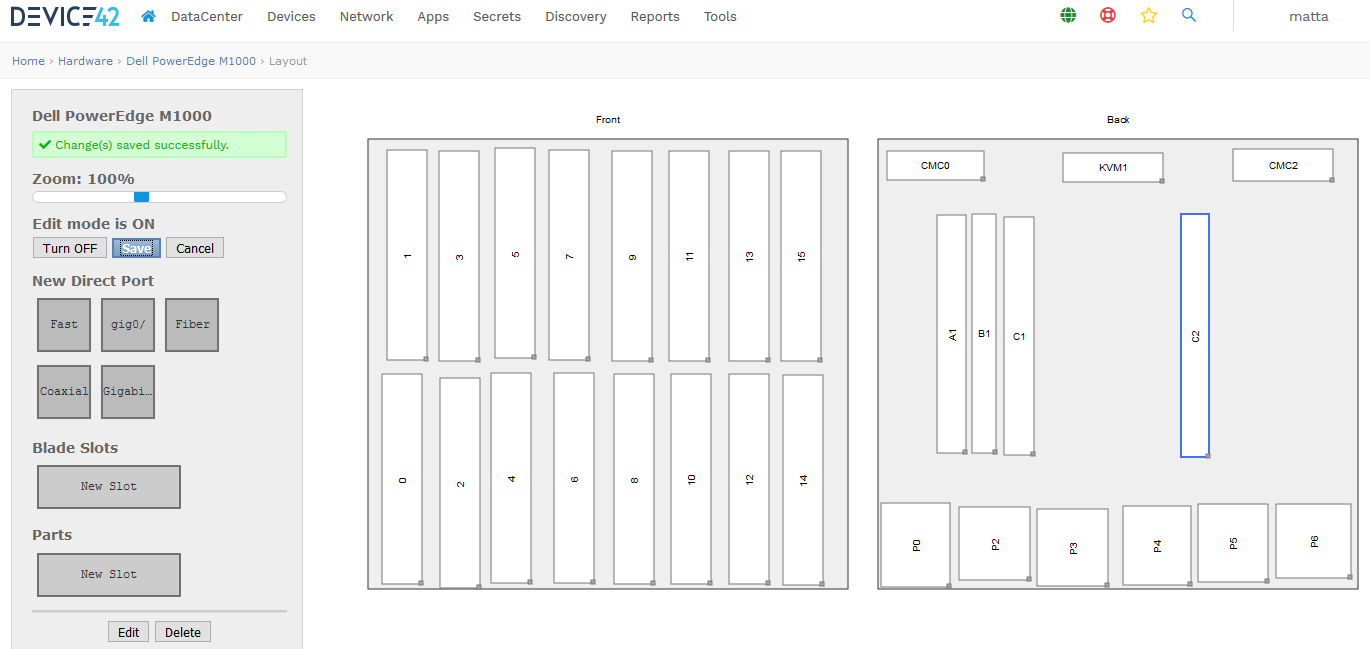 DEVICE42 DataCenter Devices Network Apps Secrets Discovery Reports Tools matta
Home › Hardware › Dell PowerEdge M1000 › Layout
Dell PowerEdge M1000
Change(s) saved successfully.
Zoom: 100%
Edit mode is ON
Turn OFF Save Cancel
New Direct Port
Fast gig0/ Fiber
Coaxial Gigabi...
Blade Slots
New Slot
Parts
New Slot
Edit Delete
Front
1 3 5 7 9 11 13 15
0 2 4 6 8 10 12 14
Back
CMC0 KVM1 CMC2
A1 B1 C1 C2
P0 P2 P3 P4 P5 P6